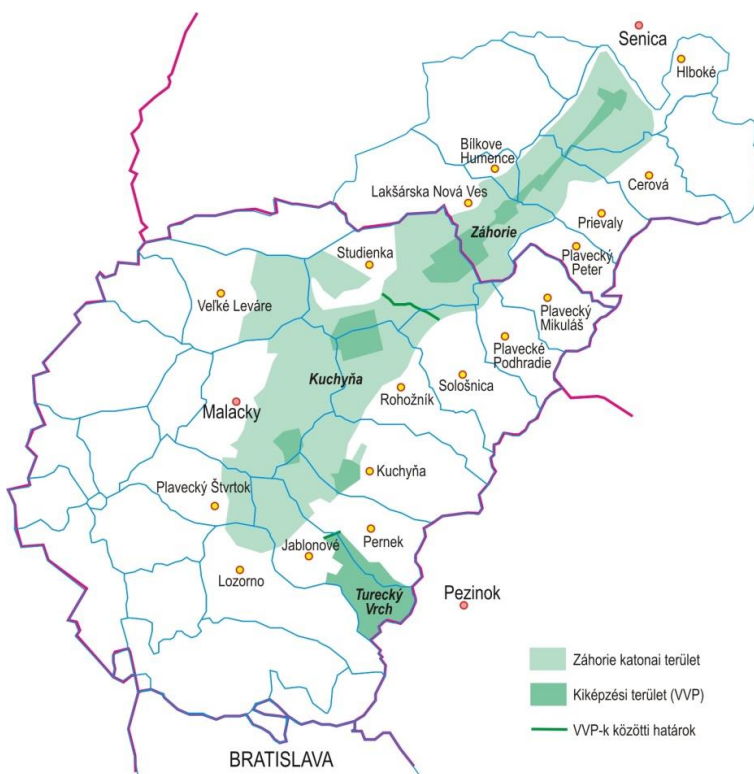 Senica
Hlboké
Bílkove
Humence
Cerová
Lakšárska Nová Ves
Prievaly
Záhorie
Plavecký
Peter
Studienka
Veľké Leváre
Plavecký
Mikuláš
Plavecké
Podhradie
Kuchyňa
Sološnica
Rohožník
Malacky
Kuchyňa
Plavecký Štvrtok
Pernek
Jablonové
Lozorno
Turecký
Vrch
Pezinok
Záhorie katonai terület
Kiképzési terület (VVP)
VVP-k közötti határok
BRATISLAVA